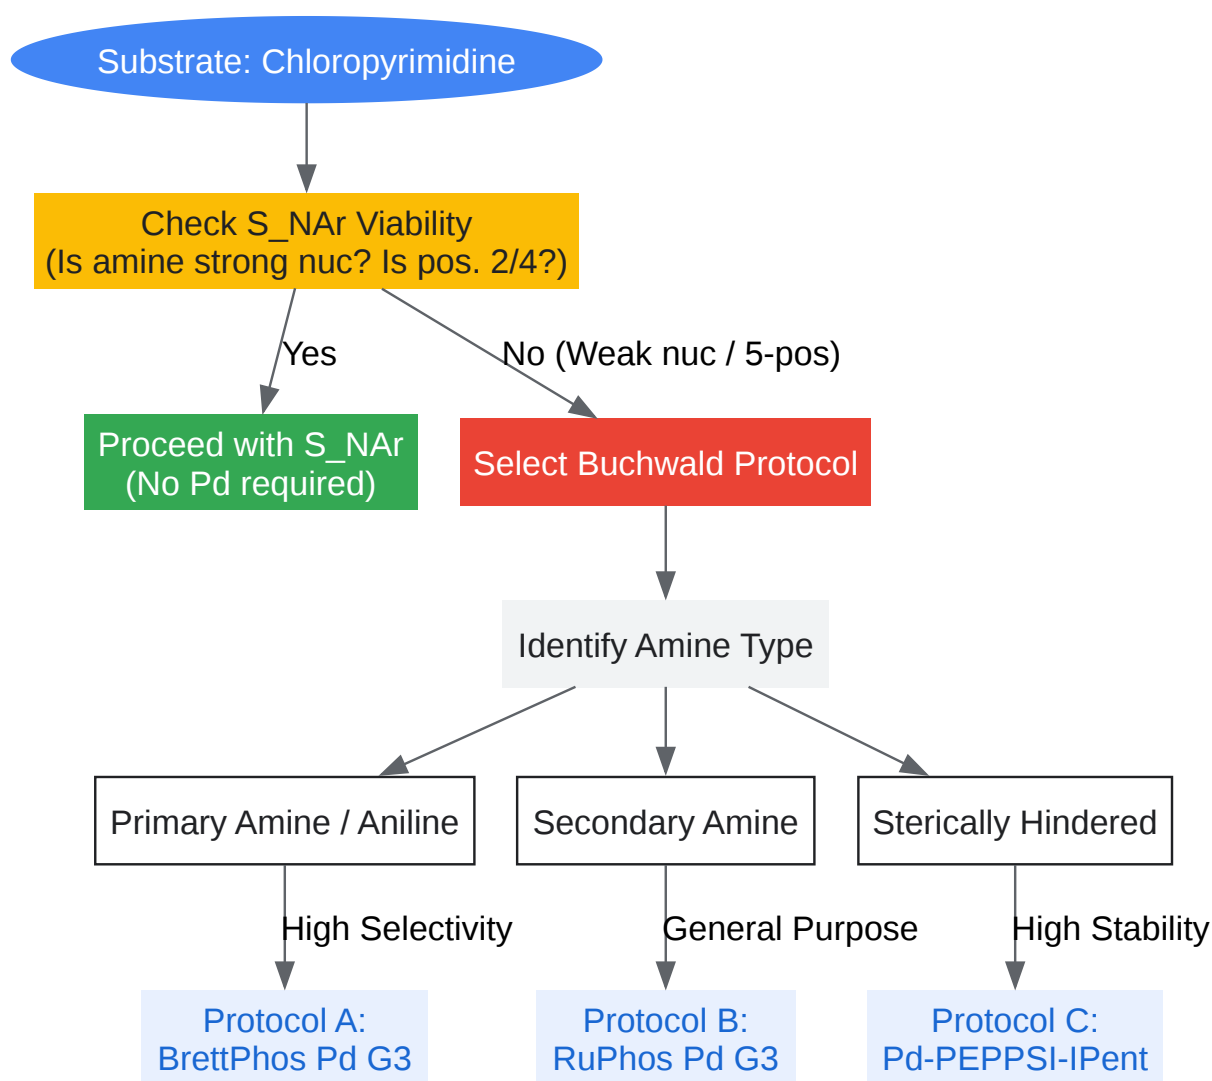 Substrate: Chloropyrimidine
Check S_NAr Viability
(Is amine strong nuc? Is pos. 2/4?)
Yes
No (Weak nuc / 5-pos)
Proceed with S_NAr
(No Pd required)
Select Buchwald Protocol
Identify Amine Type
Primary Amine / Aniline
Secondary Amine
Sterically Hindered
High Selectivity
General Purpose
High Stability
Protocol A:
BrettPhos Pd G3
Protocol B:
RuPhos Pd G3
Protocol C:
Pd-PEPPSI-IPent